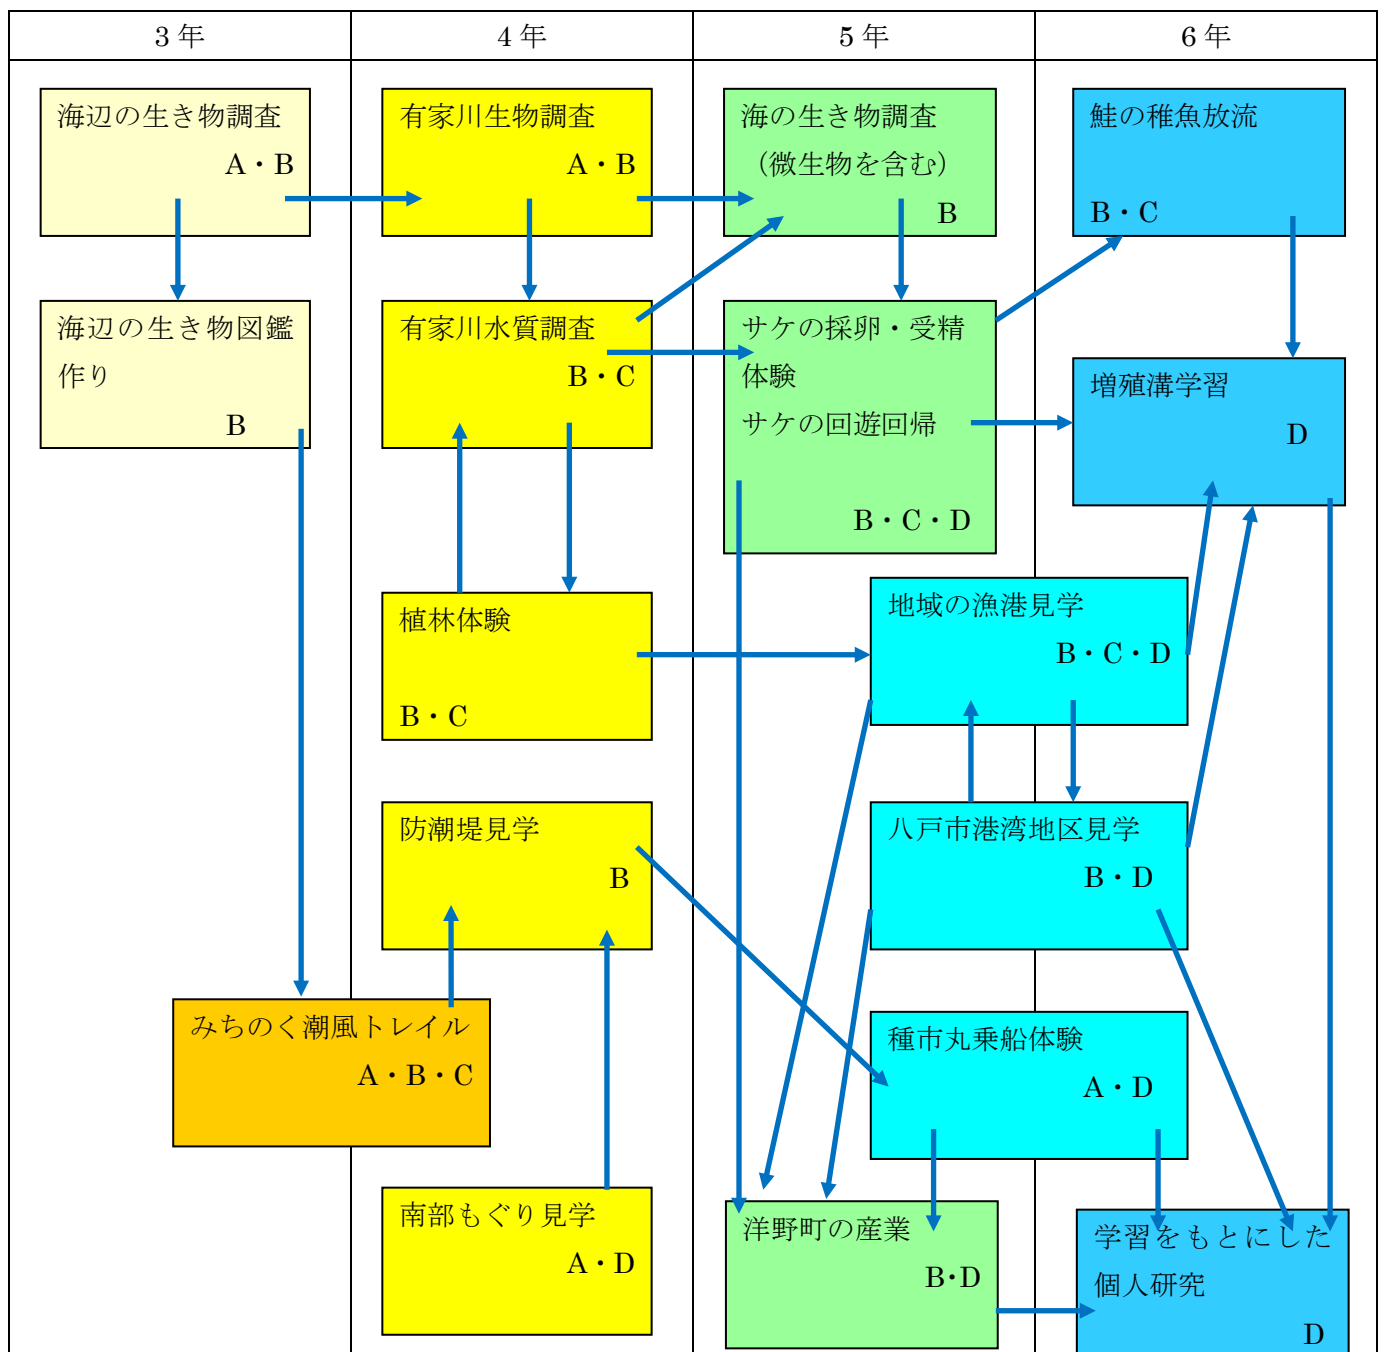 3年
4年
5年
6年
海辺の生き物調査
A・B
有家川生物調査
A・B
海の生き物調査
（微生物を含む）
B
鮭の稚魚放流
B・C
海辺の生き物図鑑
作り
B
有家川水質調査
B・C
サケの採卵・受精
体験
サケの回遊回帰
B・C・D
増殖溝学習
D
植林体験
B・C
地域の漁港見学
B・C・D
防潮堤見学
B
八戸市港湾地区見学
B・D
みちのく潮風トレイル
A・B・C
種市丸乗船体験
A・D
南部もぐり見学
A・D
洋野町の産業
B・D
学習をもとにした
個人研究
D